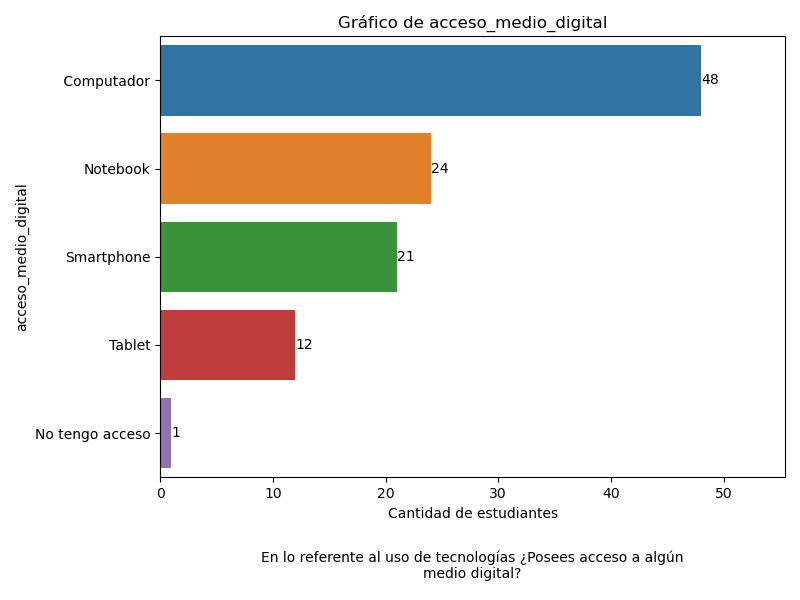 Gráfico de acceso_medio_digital
acceso_medio_digital
Computador
48
Notebook
24
Smartphone
21
Tablet
12
No tengo acceso
1
0 10 20 30 40 50
Cantidad de estudiantes
En lo referente al uso de tecnologías ¿Posees acceso a algún
medio digital?